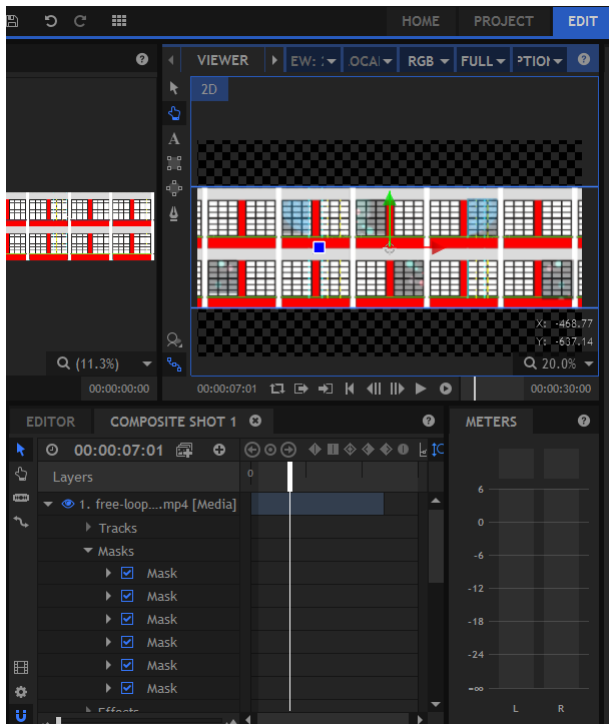 HOME PROJECT EDIT
VIEWER EW: : OCAL RGB FULL PTION
2D
A
X: -468.77
Y: -637.14
(11.3%) 20.0%
00:00:00:00 00:00:07:01 00:00:30:00
EDITOR COMPOSITE SHOT 1 METERS
00:00:07:01
Layers 0
1. free-loop....mp4 [Media]
Tracks
Masks
Mask
Mask
Mask
Mask
Mask
Mask
Effects
6
0
-6
-12
-18
-24
-∞
L R